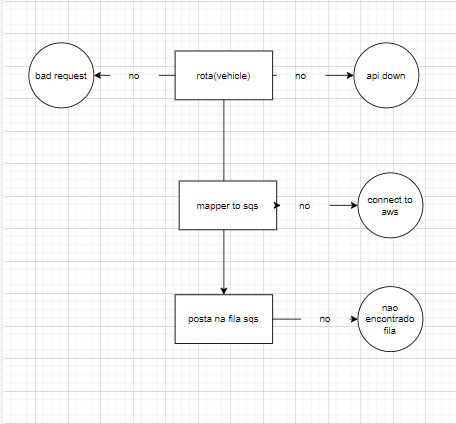 bad request
no
rota(vehicle)
no
api down
mapper to sqs
no
connect to
aws
posta na fila sqs
no
nao
encontrado
fila